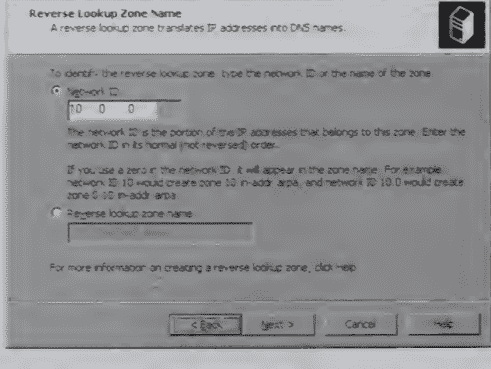 Reverse Lookup Zone Name
A reverse lookup zone translates IP addresses into DNS names.
To identify the reverse lookup zone, type the network ID or the name of the zone.
Network ID:
10 0 0
The network ID is the portion of the IP addresses that belongs to this zone. Enter the
network ID in its normal (not reversed) order.
If you use a zero in the network ID, it will appear in the zone name. For example,
network ID 10 would create zone 10.in-addr.arpa, and network ID 10.0 would create
zone 0.10.in-addr.arpa.
Reverse lookup zone name:
For more information on creating a reverse lookup zone, click Help.
< Back
Next >
Cancel
Help